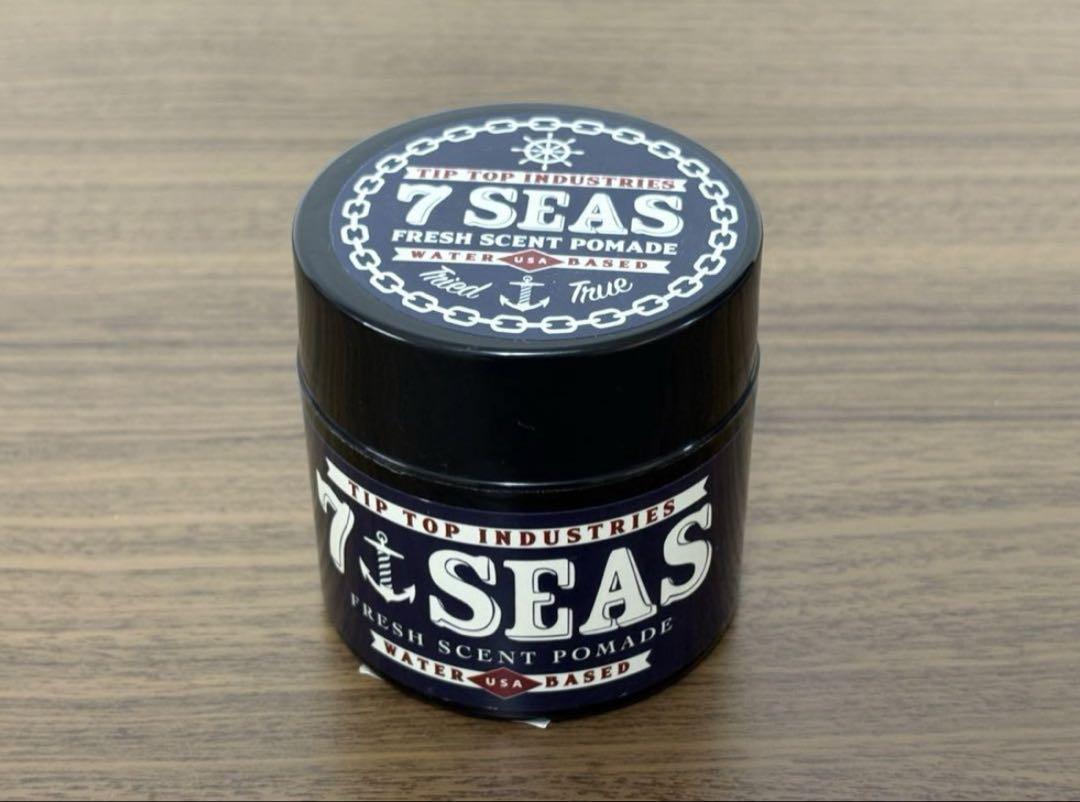 TIP TOP INDUSTRIES
7 SEAS
FRESH SCENT POMADE
WATER USA BASED
Tried True
TIP TOP INDUSTRIES
7 SEAS
FRESH SCENT POMADE
WATER USA BASED